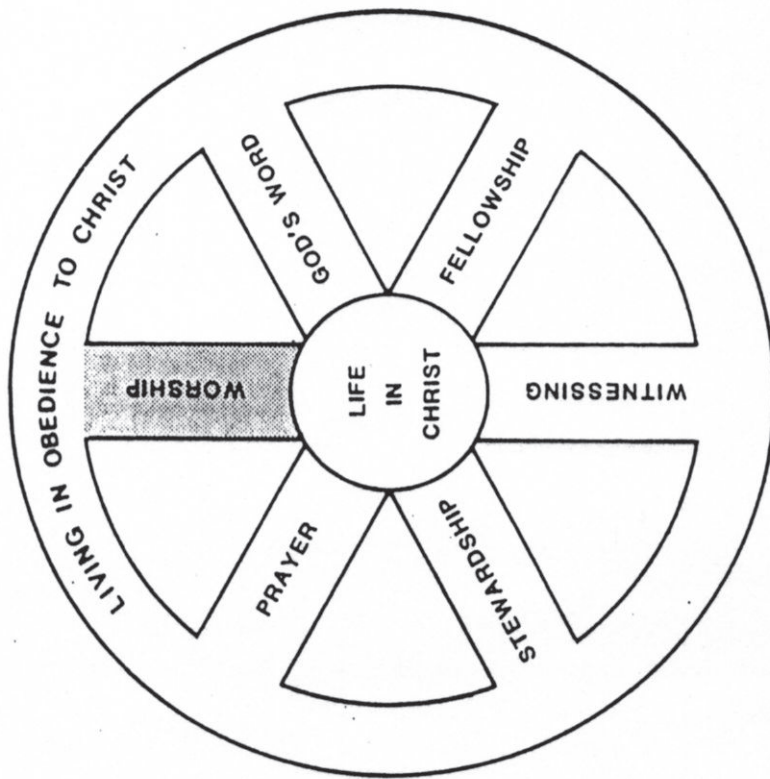 LIVING IN OBEDIENCE TO CHRIST
GOD'S WORD
FELLOWSHIP
WORSHIP
LIFE
IN
CHRIST
WITNESSING
PRAYER
STEWARDSHIP